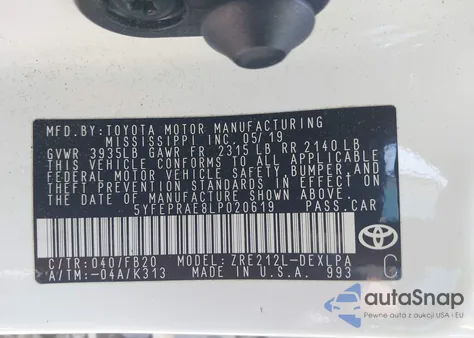 MFD.BY:TOYOTA MOTOR MANUFACTURING
MISSISSIPPI INC.05/19
GVWR 3935LB GAWR FR 2315 LB RR 2140 LB
THIS VEHICLE CONFORMS TO ALL APPLICABLE
FEDERAL MOTOR VEHICLE SAFETY, BUMPER, AND
THEFT PREVENTION STANDARDS IN EFFECT ON
THE DATE OF MANUFACTURE SHOWN ABOVE.
5YFEPRAE8LP020619 PASS.CAR
C/TR:040/FB20 MODEL:ZRE212L-DEXLPA
A/TM:-04A/K313 MADE IN U.S.A. 993
C
TOYOTA
autoSnap
Pewne auta z aukcji USA i EU